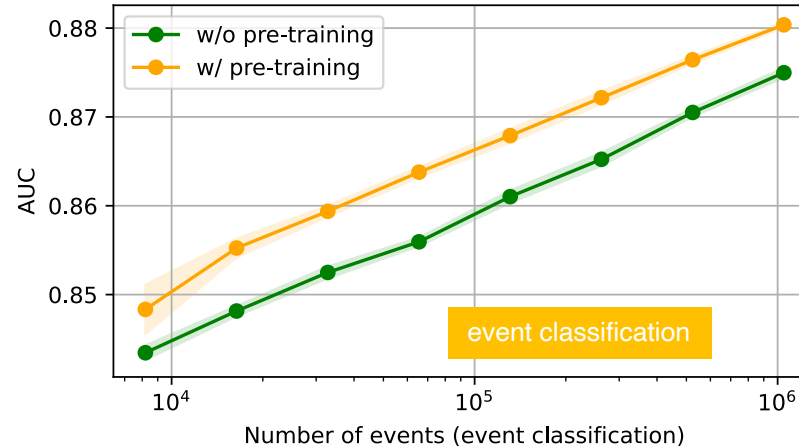 w/o pre-training
w/ pre-training
0.88
0.87
0.86
0.85
AUC
event classification
10⁴
10⁵
10⁶
Number of events (event classification)